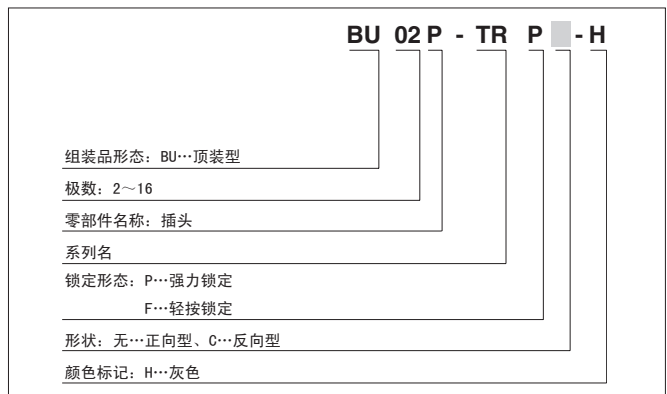 BU 02 P - TR P - H
组装品形态：BU…顶装型
极数：2～16
零部件名称：插头
系列名
锁定形态：P…强力锁定
F…轻按锁定
形状：无…正向型、C…反向型
颜色标记：H…灰色